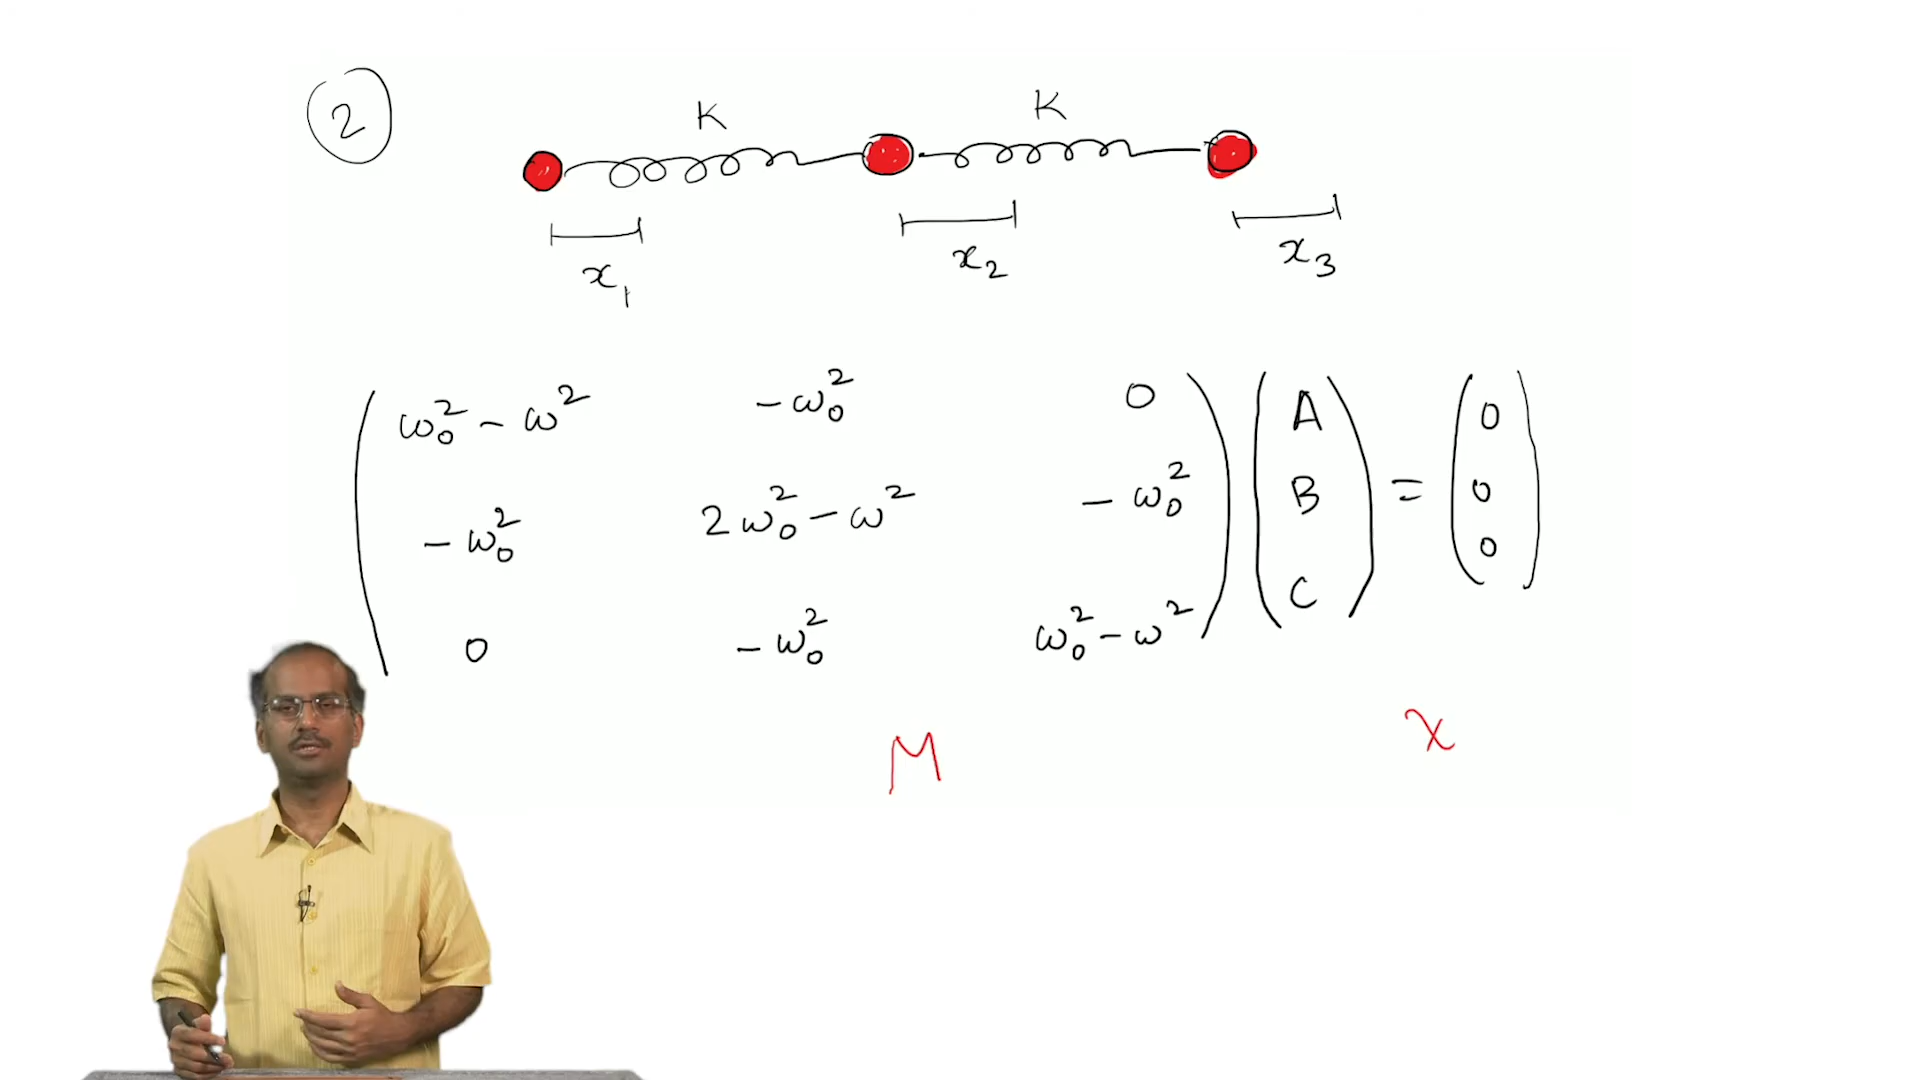 2
K K
x₁ x₂ x₃
ω₀² − ω² −ω₀² 0 A 0
−ω₀² 2ω₀² − ω² −ω₀² B = 0
0 −ω₀² ω₀² − ω² C 0
M x